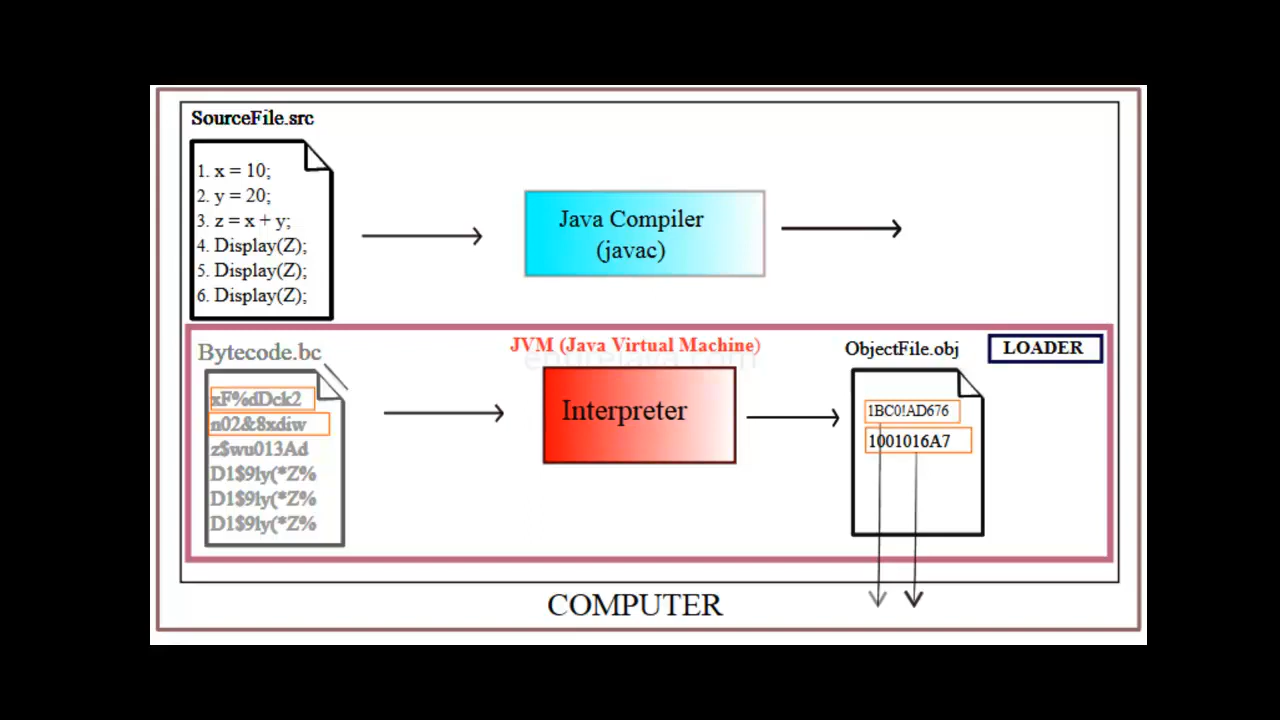 SourceFile.src
1. x = 10;
2. y = 20;
3. z = x + y;
4. Display(Z);
5. Display(Z);
6. Display(Z);
Java Compiler
(javac)
Bytecode.bc
xF%dDck2
n02&8xdiw
z$wu013Ad
D1$9ly(*Z%
D1$9ly(*Z%
D1$9ly(*Z%
JVM (Java Virtual Machine)
Interpreter
ObjectFile.obj
1BC0!AD676
1001016A7
LOADER
COMPUTER